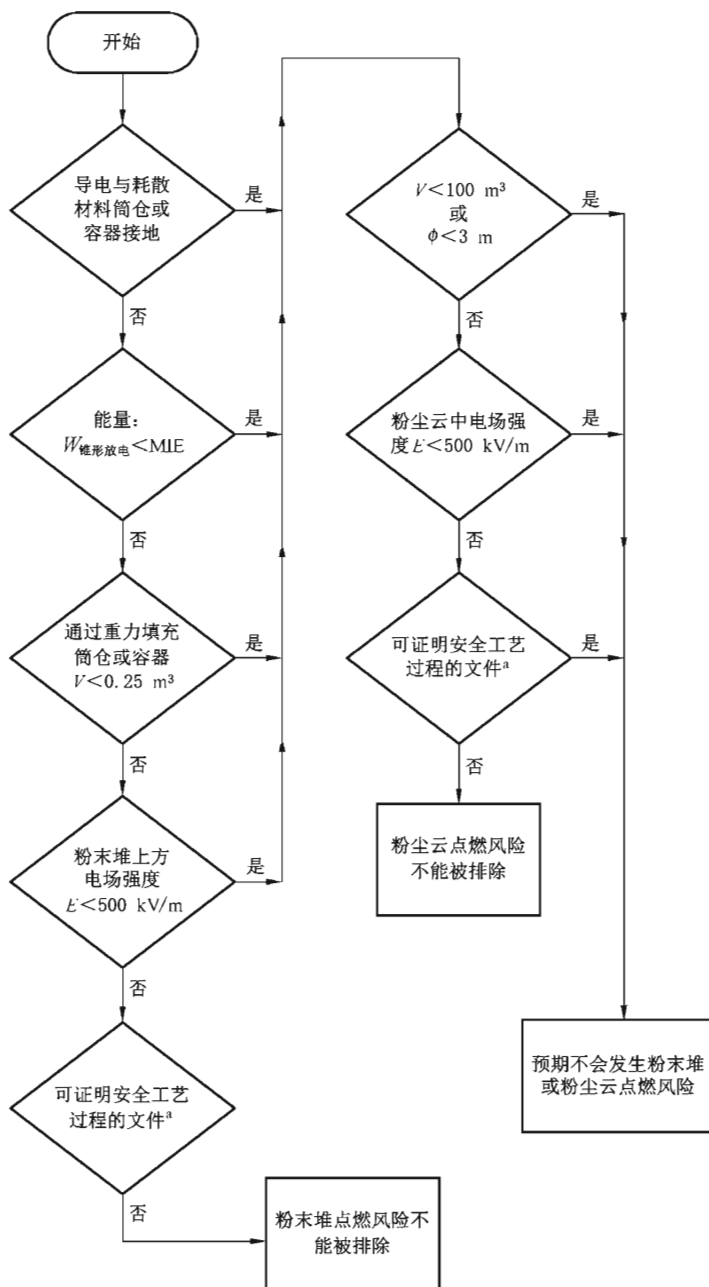 开始
导电与耗散
材料筒仓或
容器接地
是
否
能量:
W锥形放电<MIE
是
否
通过重力填充
筒仓或容器
V<0.25 m³
是
否
粉末堆上方
电场强度
E<500 kV/m
是
否
可证明安全工艺
过程的文件ᵃ
否
粉末堆点燃风险不
能被排除
V<100 m³
或
ϕ<3 m
是
否
粉尘云中电场强
度E<500 kV/m
是
否
可证明安全工艺
过程的文件ᵃ
是
否
粉尘云点燃风险
不能被排除
预期不会发生粉末堆
或粉尘云点燃风险